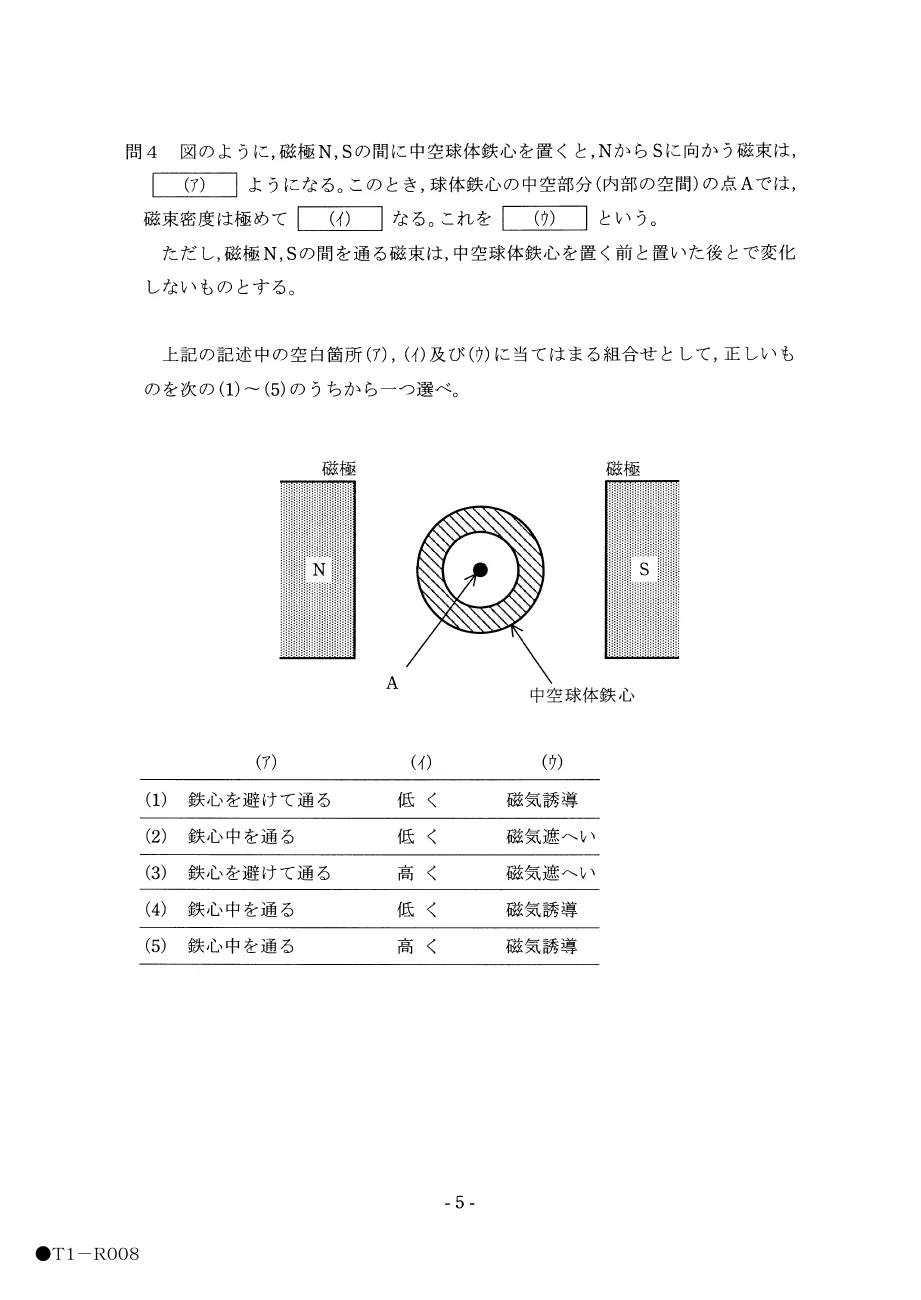 問4 図のように,磁極N,Sの間に中空球体鉄心を置くと,NからSに向かう磁束は,
(ｱ) ようになる。このとき,球体鉄心の中空部分(内部の空間)の点Aでは,
磁束密度は極めて (ｲ) なる。これを (ｳ) という。
ただし,磁極N,Sの間を通る磁束は,中空球体鉄心を置く前と置いた後とで変化
しないものとする。
上記の記述中の空白箇所(ｱ),(ｲ)及び(ｳ)に当てはまる組合せとして,正しいも
のを次の(1)～(5)のうちから一つ選べ。
磁極 磁極
N S
A
中空球体鉄心
(ｱ) (ｲ) (ｳ)
(1) 鉄心を避けて通る 低 く 磁気誘導
(2) 鉄心中を通る 低 く 磁気遮へい
(3) 鉄心を避けて通る 高 く 磁気遮へい
(4) 鉄心中を通る 低 く 磁気誘導
(5) 鉄心中を通る 高 く 磁気誘導
- 5 -
●T1－R008